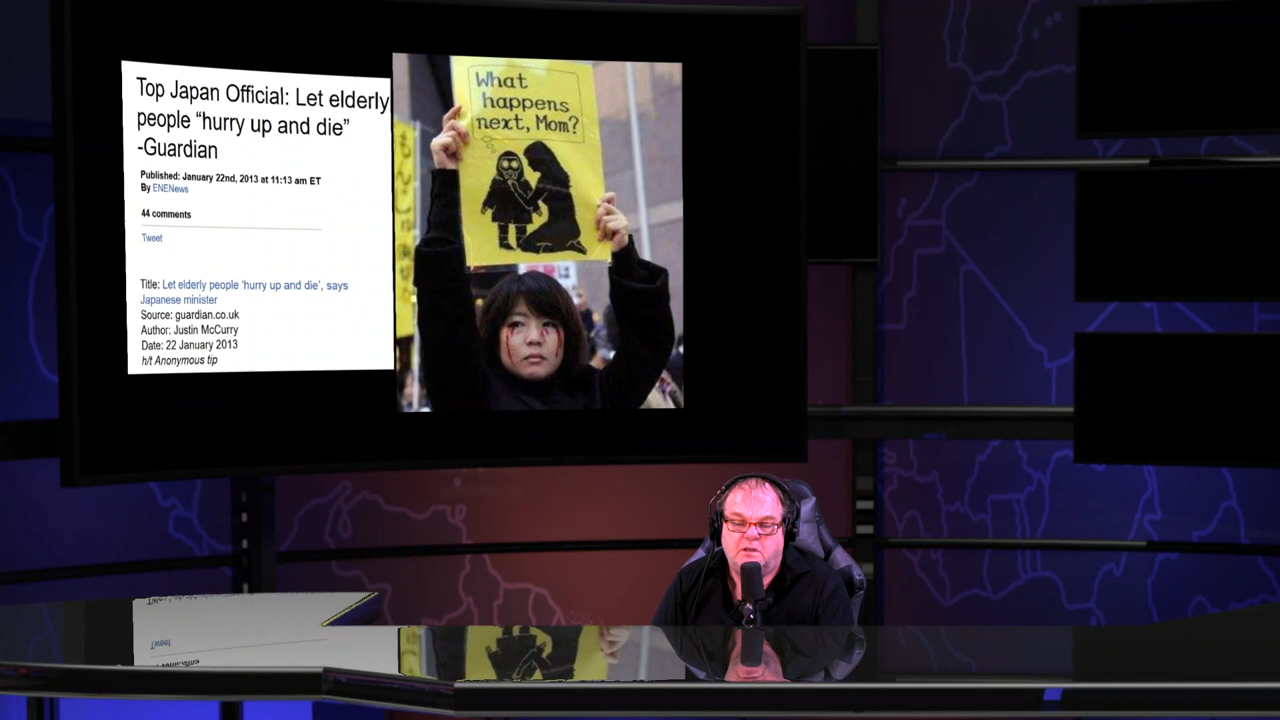 Top Japan Official: Let elderly
people “hurry up and die”
-Guardian
Published: January 22nd, 2013 at 11:13 am ET
By ENENews
44 comments
Tweet
Title: Let elderly people ‘hurry up and die’, says
Japanese minister
Source: guardian.co.uk
Author: Justin McCurry
Date: 22 January 2013
h/t Anonymous tip
What
happens
next, Mom?